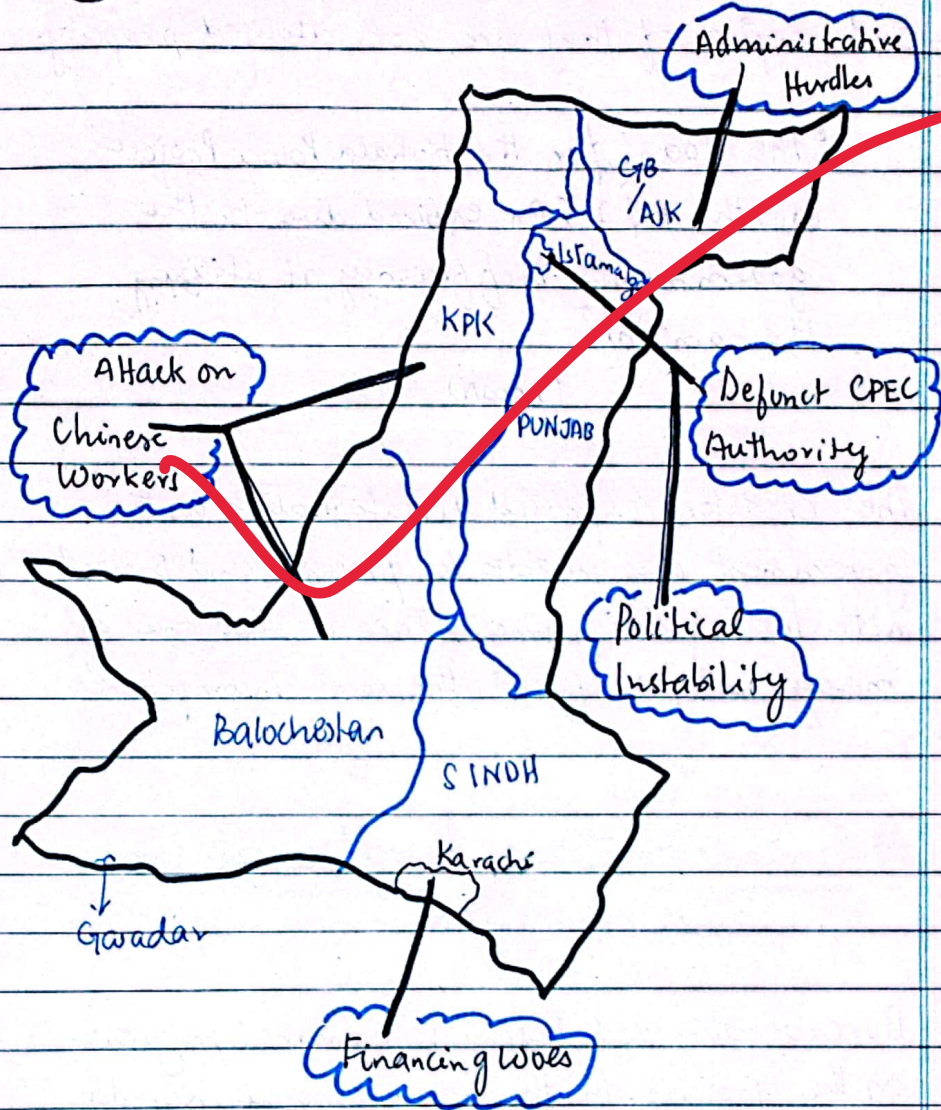 Administrative
Hurdles
GB
/AJK
Islamabad
KPK
Attack on
Chinese
Workers
Defunct CPEC
Authority
PUNJAB
Political
Instability
Balochestan
SINDH
Karachi
Gwadar
Financing Woes